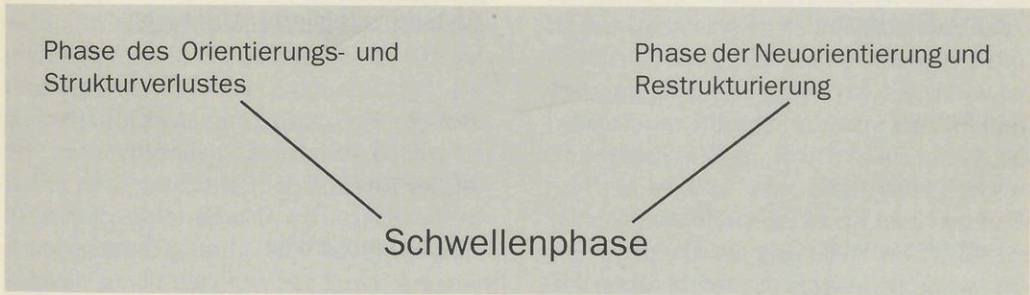 Phase des Orientierungs- und
Strukturverlustes
Phase der Neuorientierung und
Restrukturierung
Schwellenphase